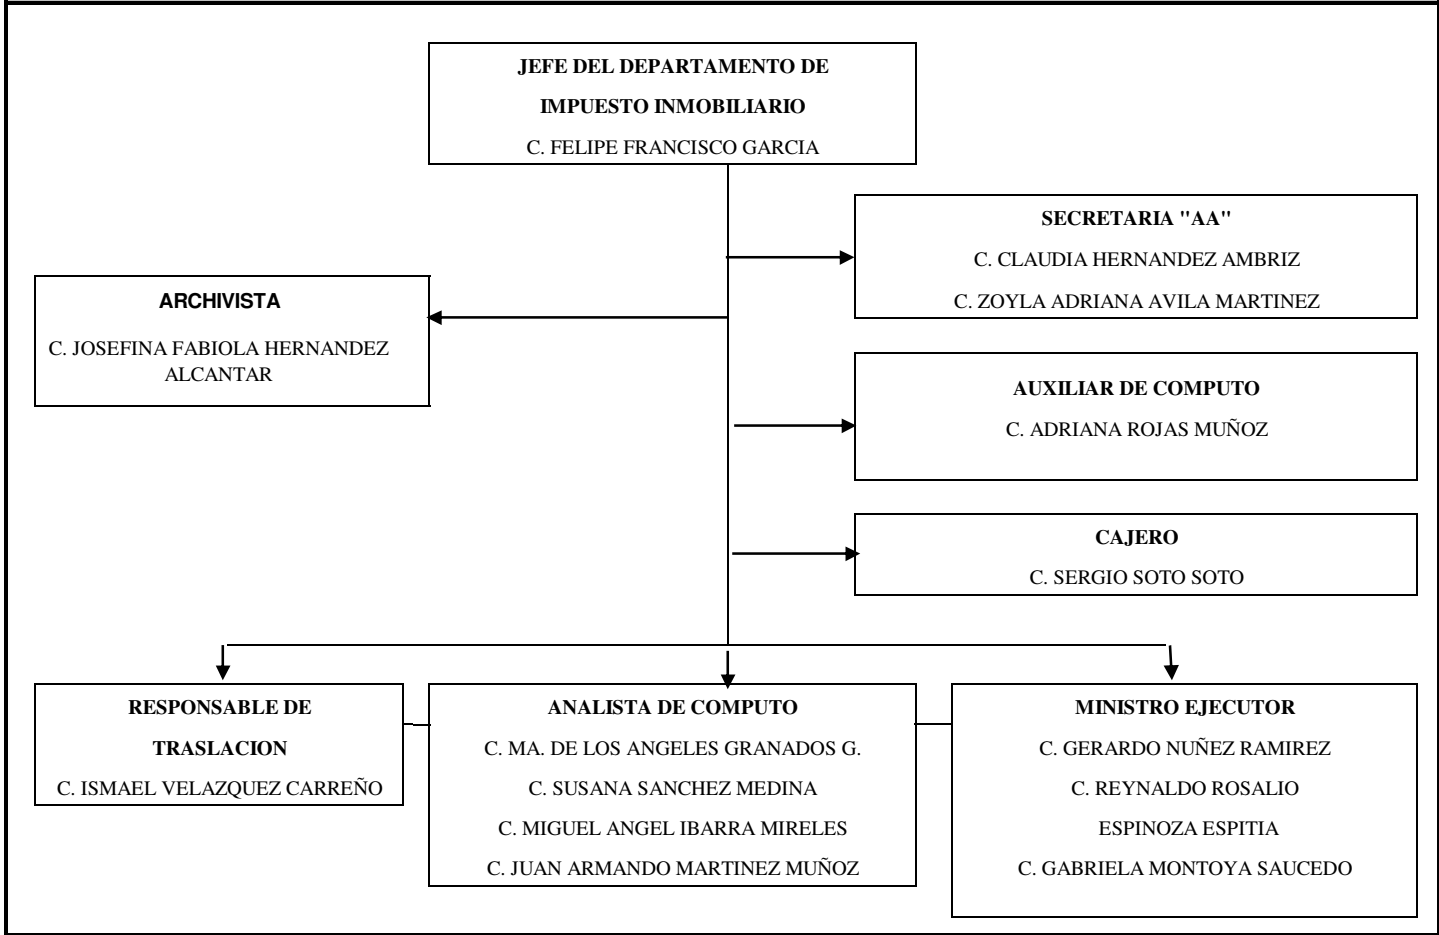 JEFE DEL DEPARTAMENTO DE
IMPUESTO INMOBILIARIO
C. FELIPE FRANCISCO GARCIA
SECRETARIA "AA"
C. CLAUDIA HERNANDEZ AMBRIZ
C. ZOYLA ADRIANA AVILA MARTINEZ
ARCHIVISTA
C. JOSEFINA FABIOLA HERNANDEZ
ALCANTAR
AUXILIAR DE COMPUTO
C. ADRIANA ROJAS MUÑOZ
CAJERO
C. SERGIO SOTO SOTO
RESPONSABLE DE
TRASLACION
C. ISMAEL VELAZQUEZ CARREÑO
ANALISTA DE COMPUTO
C. MA. DE LOS ANGELES GRANADOS G.
C. SUSANA SANCHEZ MEDINA
C. MIGUEL ANGEL IBARRA MIRELES
C. JUAN ARMANDO MARTINEZ MUÑOZ
MINISTRO EJECUTOR
C. GERARDO NUÑEZ RAMIREZ
C. REYNALDO ROSALIO
ESPINOZA ESPITIA
C. GABRIELA MONTOYA SAUCEDO